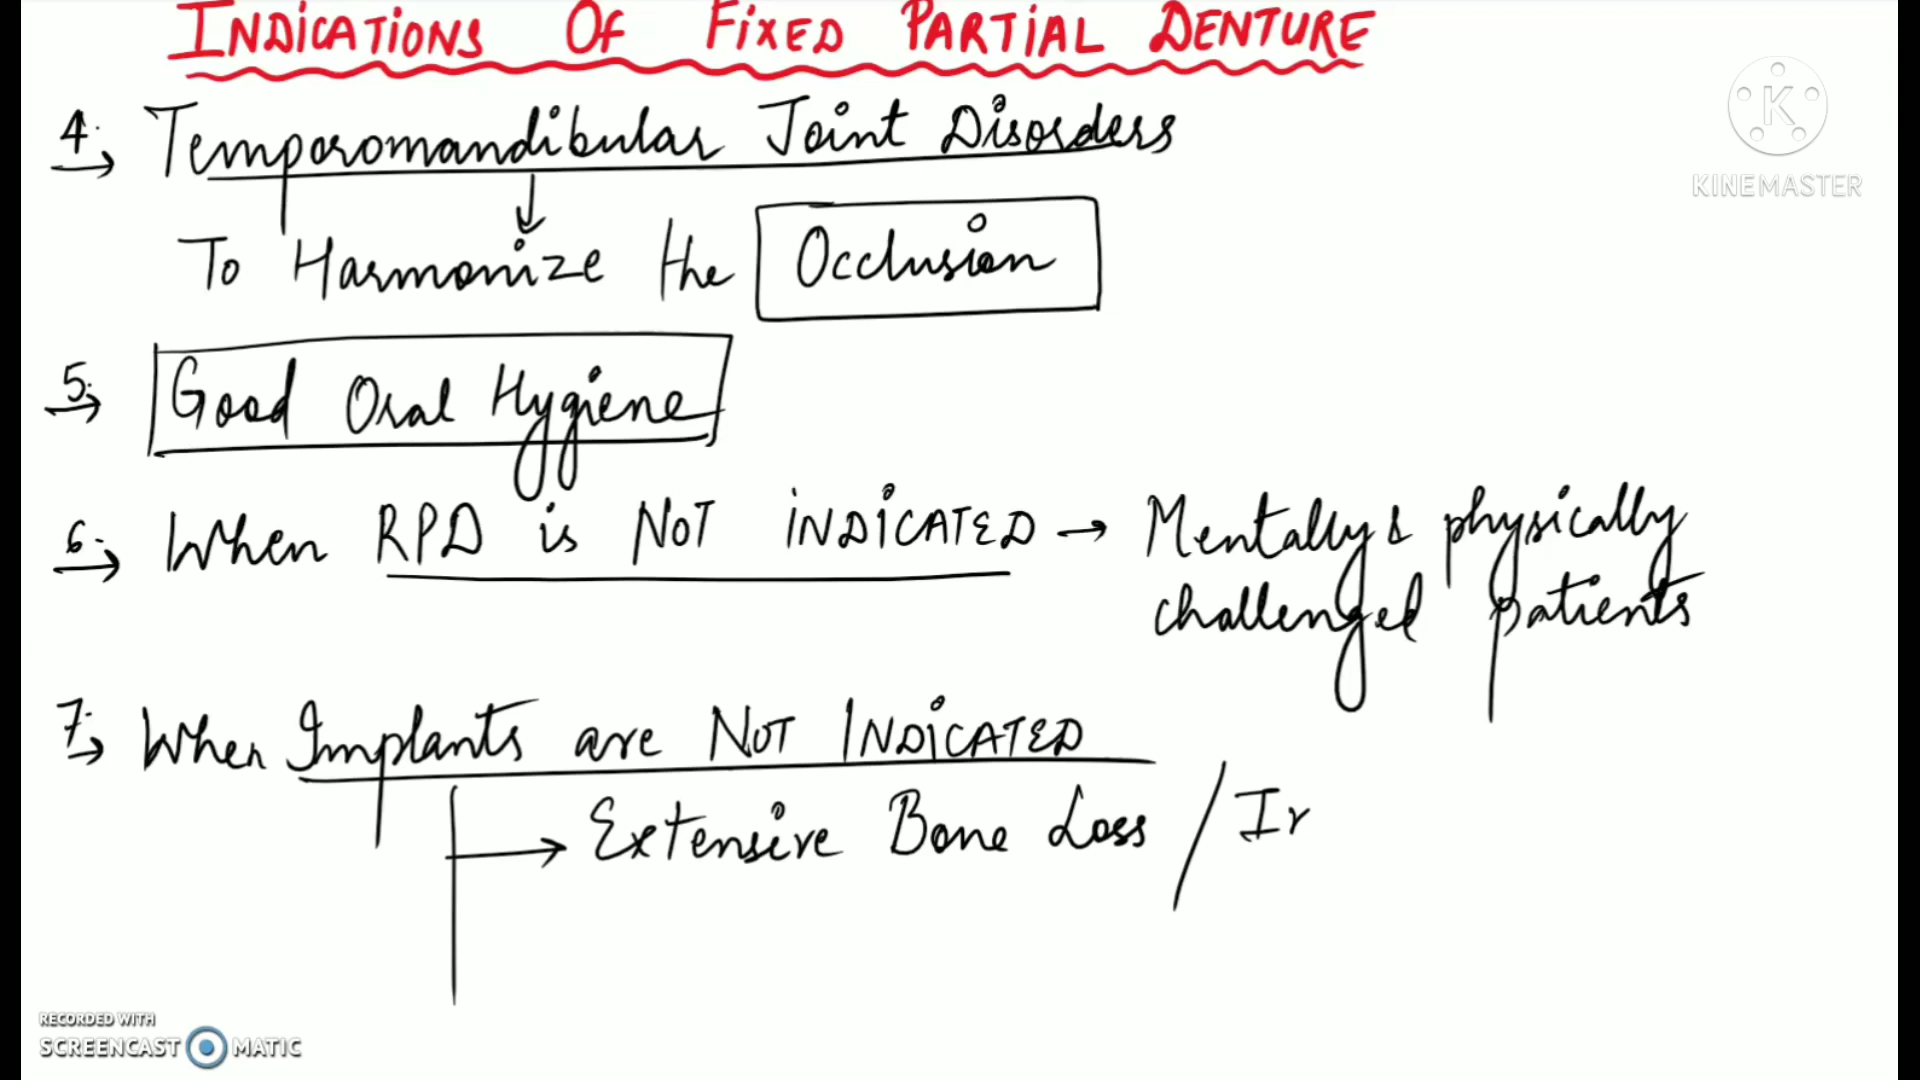 INDICATIONS OF FIXED PARTIAL DENTURE
4. Temporomandibular Joint Disorders
To Harmonize the Occlusion
5. Good Oral Hygiene
6. When RPD is NOT INDICATED → Mentally & physically
challenged patients
7. When Implants are NOT INDICATED
→ Extensive Bone Loss / Ir
K
KINEMASTER
RECORDED WITH
SCREENCAST MATIC